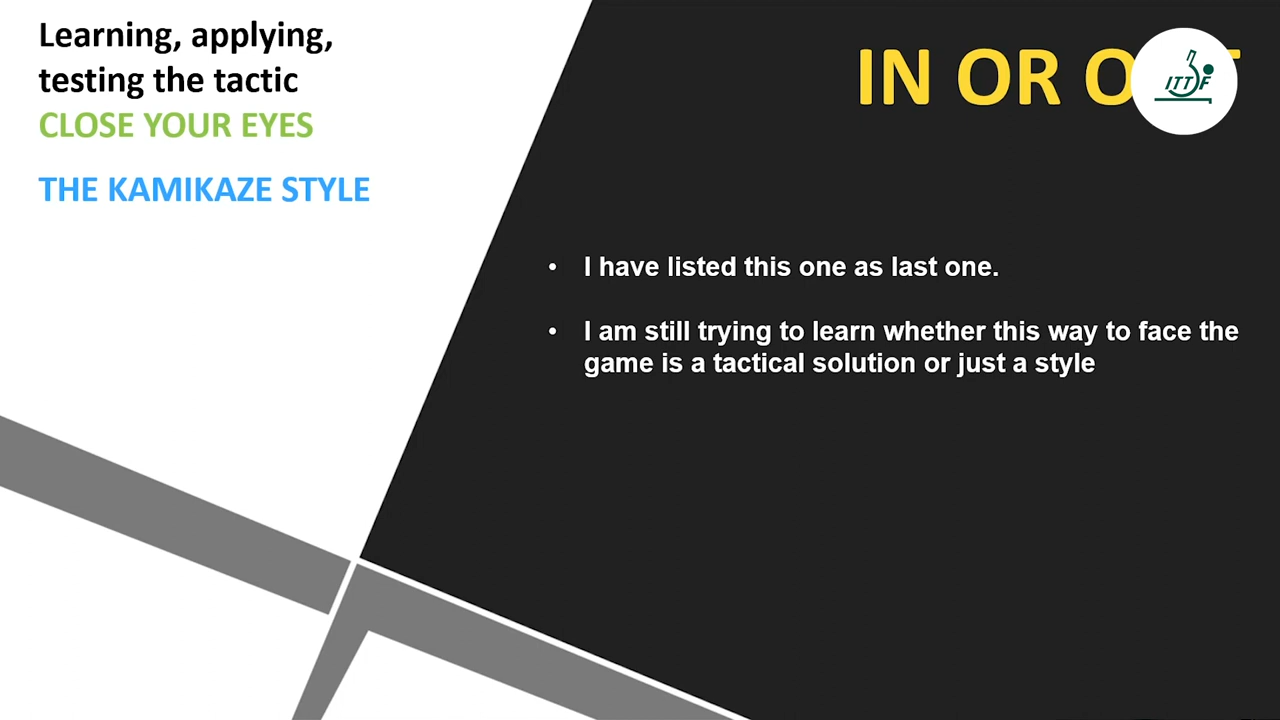 Learning, applying,
testing the tactic
CLOSE YOUR EYES
THE KAMIKAZE STYLE
IN OR
ITTF
• I have listed this one as last one.
• I am still trying to learn whether this way to face the
game is a tactical solution or just a style